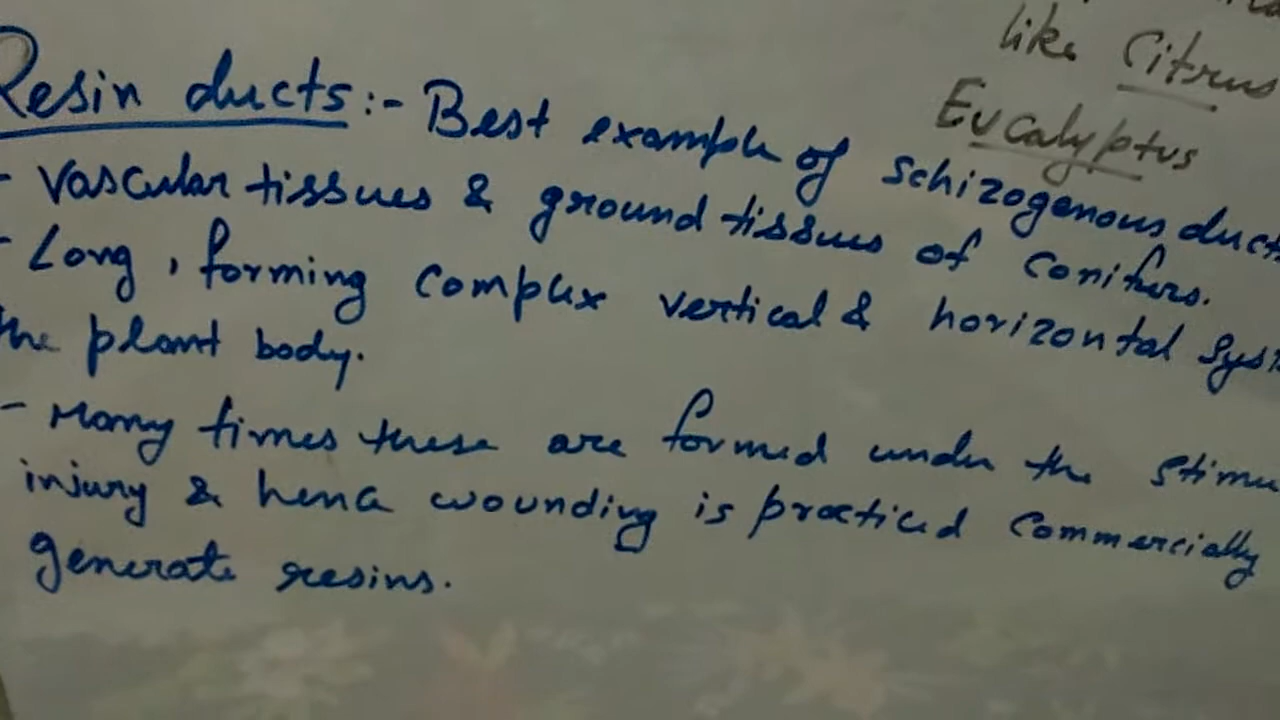 like Citrus
Eucalyptus
Resin ducts:- Best example of Schizogenous duct
- Vascular tissues & ground tissues of conifers.
- Long, forming complex vertical & horizontal Syst
the plant body.
- Many times these are formed under the Stimu
injury & hence wounding is practiced Commercially
generate resins.